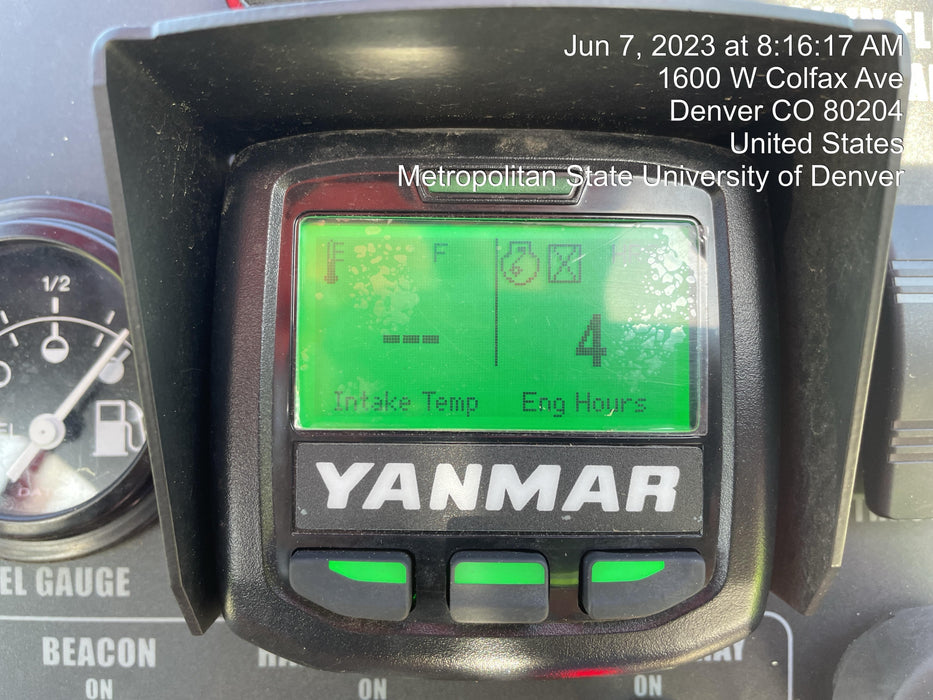 Jun 7, 2023 at 8:16:17 AM
1600 W Colfax Ave
Denver CO 80204
United States
Metropolitan State University of Denver
F
---
4
Intake Temp
Eng Hours
YANMAR
1/2
EL GAUGE
BEACON
ON
ON
ON